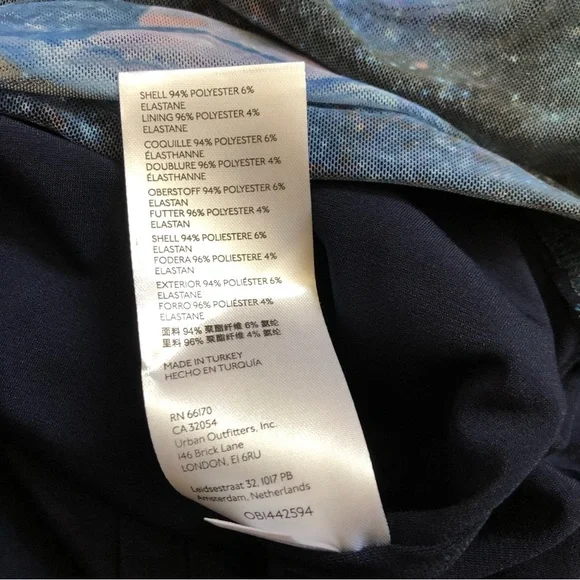 SHELL 94% POLYESTER 6%
ELASTANE
LINING 96% POLYESTER 4%
ELASTANE
COQUILLE 94% POLYESTER 6%
ÉLASTHANNE
DOUBLURE 96% POLYESTER 4%
ÉLASTHANNE
OBERSTOFF 94% POLYESTER 6%
ELASTAN
FUTTER 96% POLYESTER 4%
ELASTAN
SHELL 94% POLIESTERE 6%
ELASTAN
FODERA 96% POLIESTERE 4%
ELASTAN
EXTERIOR 94% POLIÉSTER 6%
ELASTANE
FORRO 96% POLIÉSTER 4%
ELASTANE
面料 94% 聚酯纤维 6% 氨纶
里料 96% 聚酯纤维 4% 氨纶
MADE IN TURKEY
HECHO EN TURQUÍA
RN 66170
CA 32054
Urban Outfitters, Inc.
146 Brick Lane
LONDON, E1 6RU
Leidsestraat 32, 1017 PB
Amsterdam, Netherlands
OB1442594